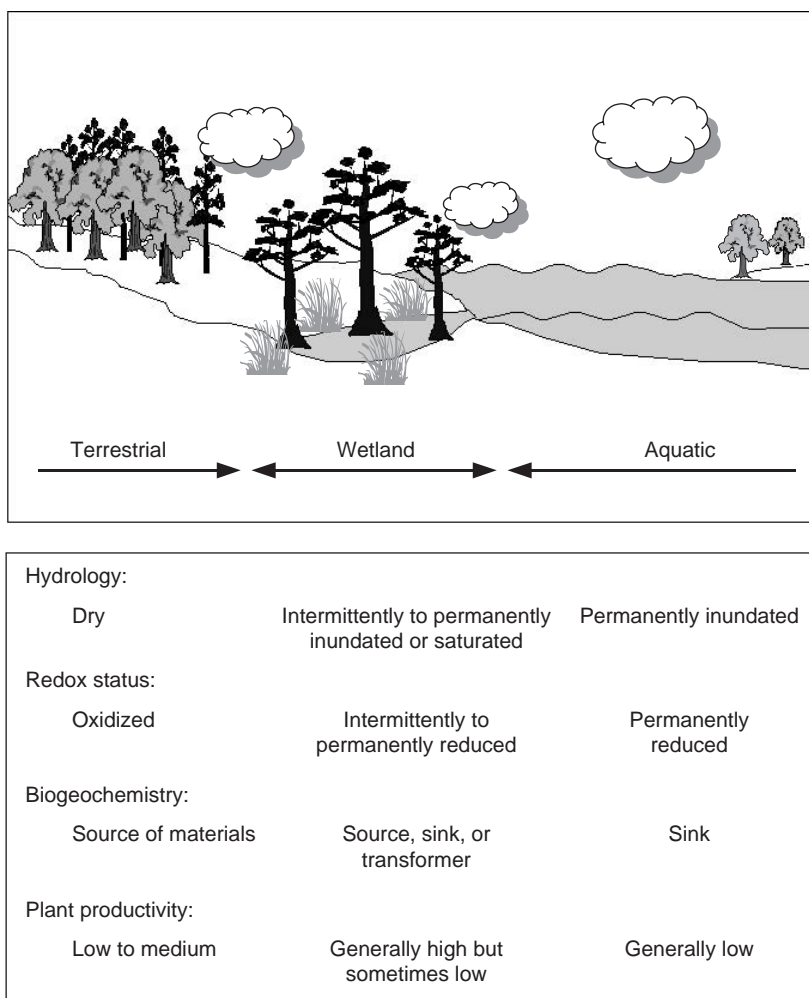 Terrestrial Wetland Aquatic
Hydrology:
Dry Intermittently to permanently Permanently inundated
inundated or saturated
Redox status:
Oxidized Intermittently to Permanently
permanently reduced reduced
Biogeochemistry:
Source of materials Source, sink, or Sink
transformer
Plant productivity:
Low to medium Generally high but Generally low
sometimes low